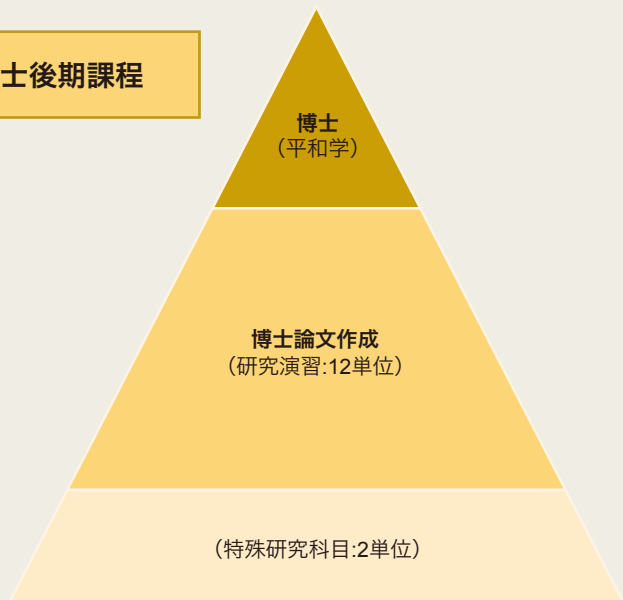 士後期課程
博士
（平和学）
博士論文作成
（研究演習:12単位）
（特殊研究科目:2単位）